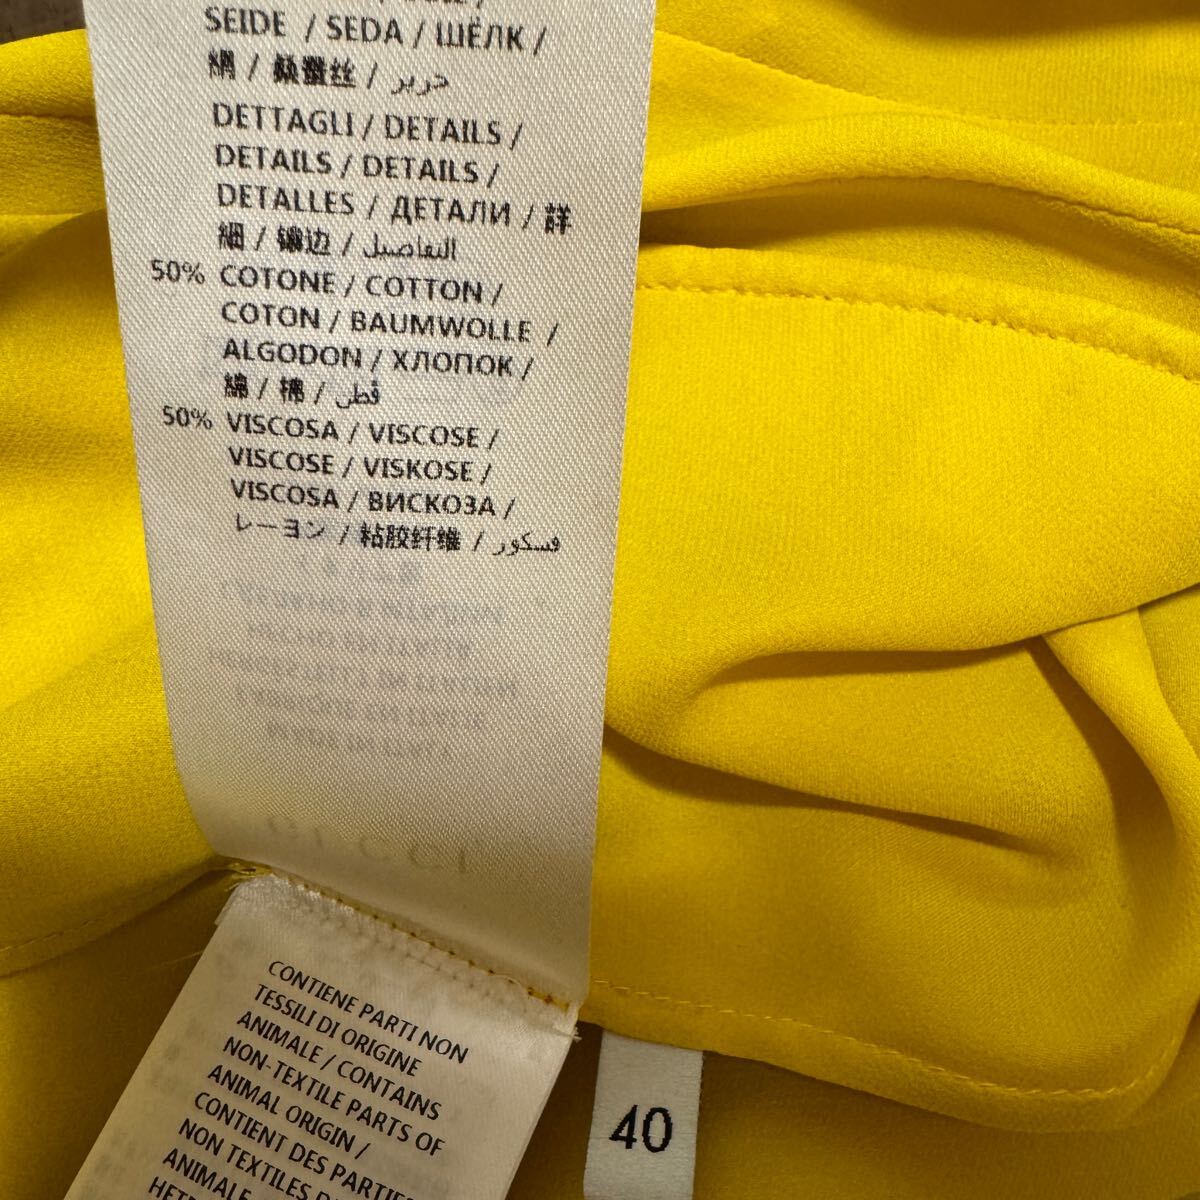 SEIDE / SEDA / ШЁЛК /
絹 / 桑蚕丝 / حرير
DETTAGLI / DETAILS /
DETAILS / DETAILS /
DETALLES / ДЕТАЛИ / 詳
細 / 镶边 / التفاصيل
50% COTONE / COTTON /
COTON / BAUMWOLLE /
ALGODON / ХЛОПОК /
綿 / 棉 / قطن
50% VISCOSA / VISCOSE /
VISCOSE / VISKOSE /
VISCOSA / ВИСКОЗА /
レーヨン / 粘胶纤维 / فسكور
CONTIENE PARTI NON
TESSILI DI ORIGINE
ANIMALE / CONTAINS
NON-TEXTILE PARTS OF
ANIMAL ORIGIN /
CONTIENT DES PARTIES
NON TEXTILES
ANIMALE
40